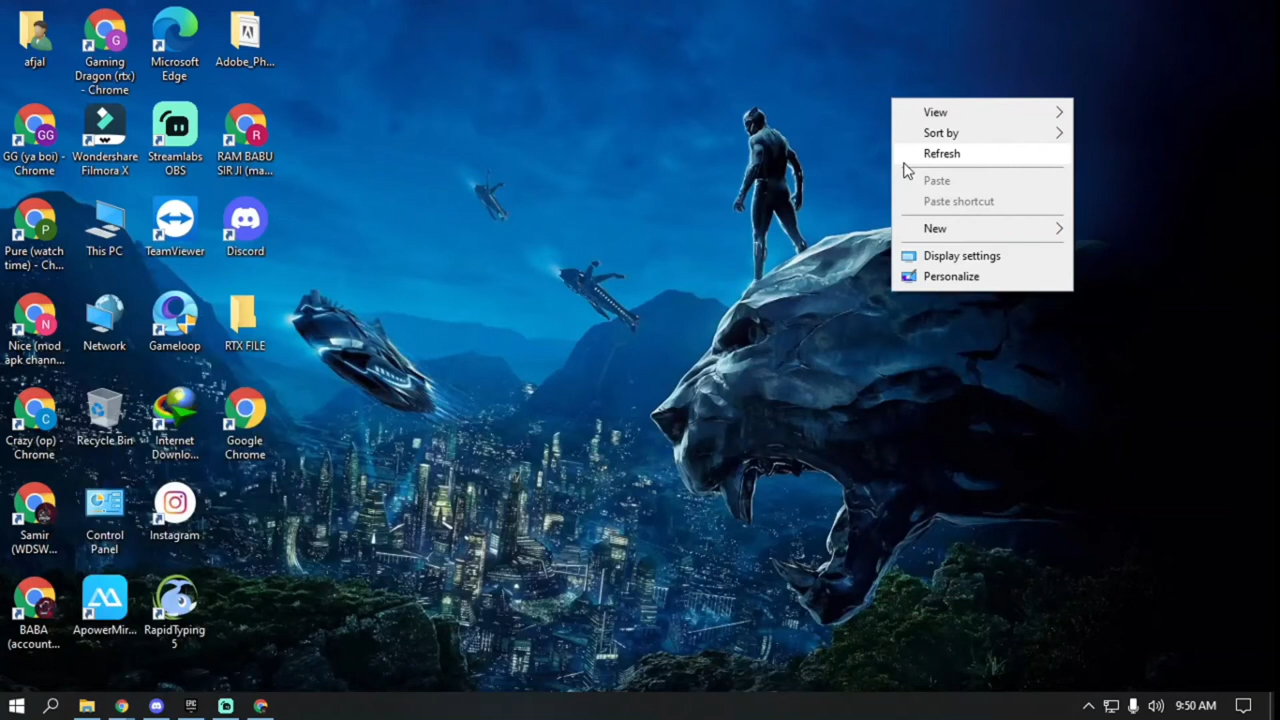 afjal
Gaming
Dragon (rtx)
- Chrome
Microsoft
Edge
Adobe_Ph...
GG (ya boi) -
Chrome
Wondershare
Filmora X
Streamlabs
OBS
RAM BABU
SIR JI (ma...
Pure (watch
time) - Ch...
This PC
TeamViewer
Discord
Nice (mod
apk chann...
Network
Gameloop
RTX FILE
Crazy (op) -
Chrome
Recycle Bin
Internet
Downlo...
Google
Chrome
Samir
(WDSW...
Control
Panel
Instagram
BABA
(account...
ApowerMir...
RapidTyping
5
View
Sort by
Refresh
Paste
Paste shortcut
New
Display settings
Personalize
G
GG
R
P
N
C
EPIC
9:50 AM